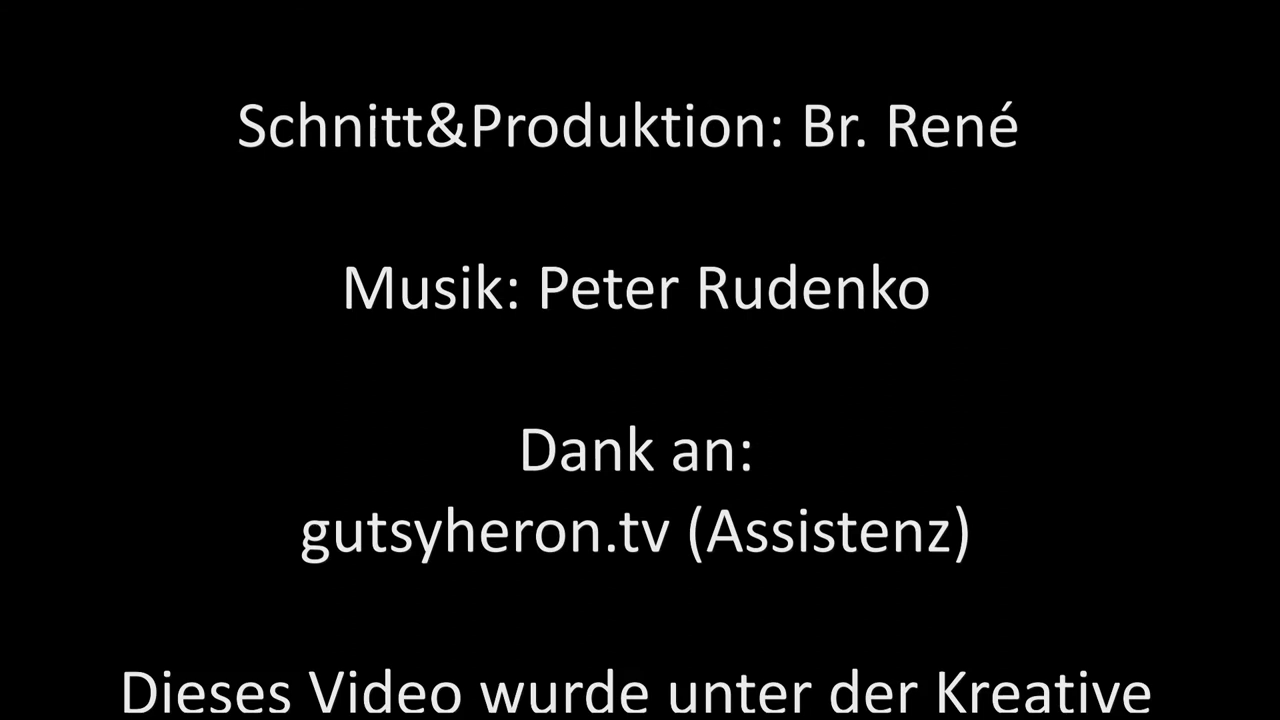 Schnitt&Produktion: Br. René
Musik: Peter Rudenko
Dank an:
gutsyheron.tv (Assistenz)
Dieses Video wurde unter der Kreative